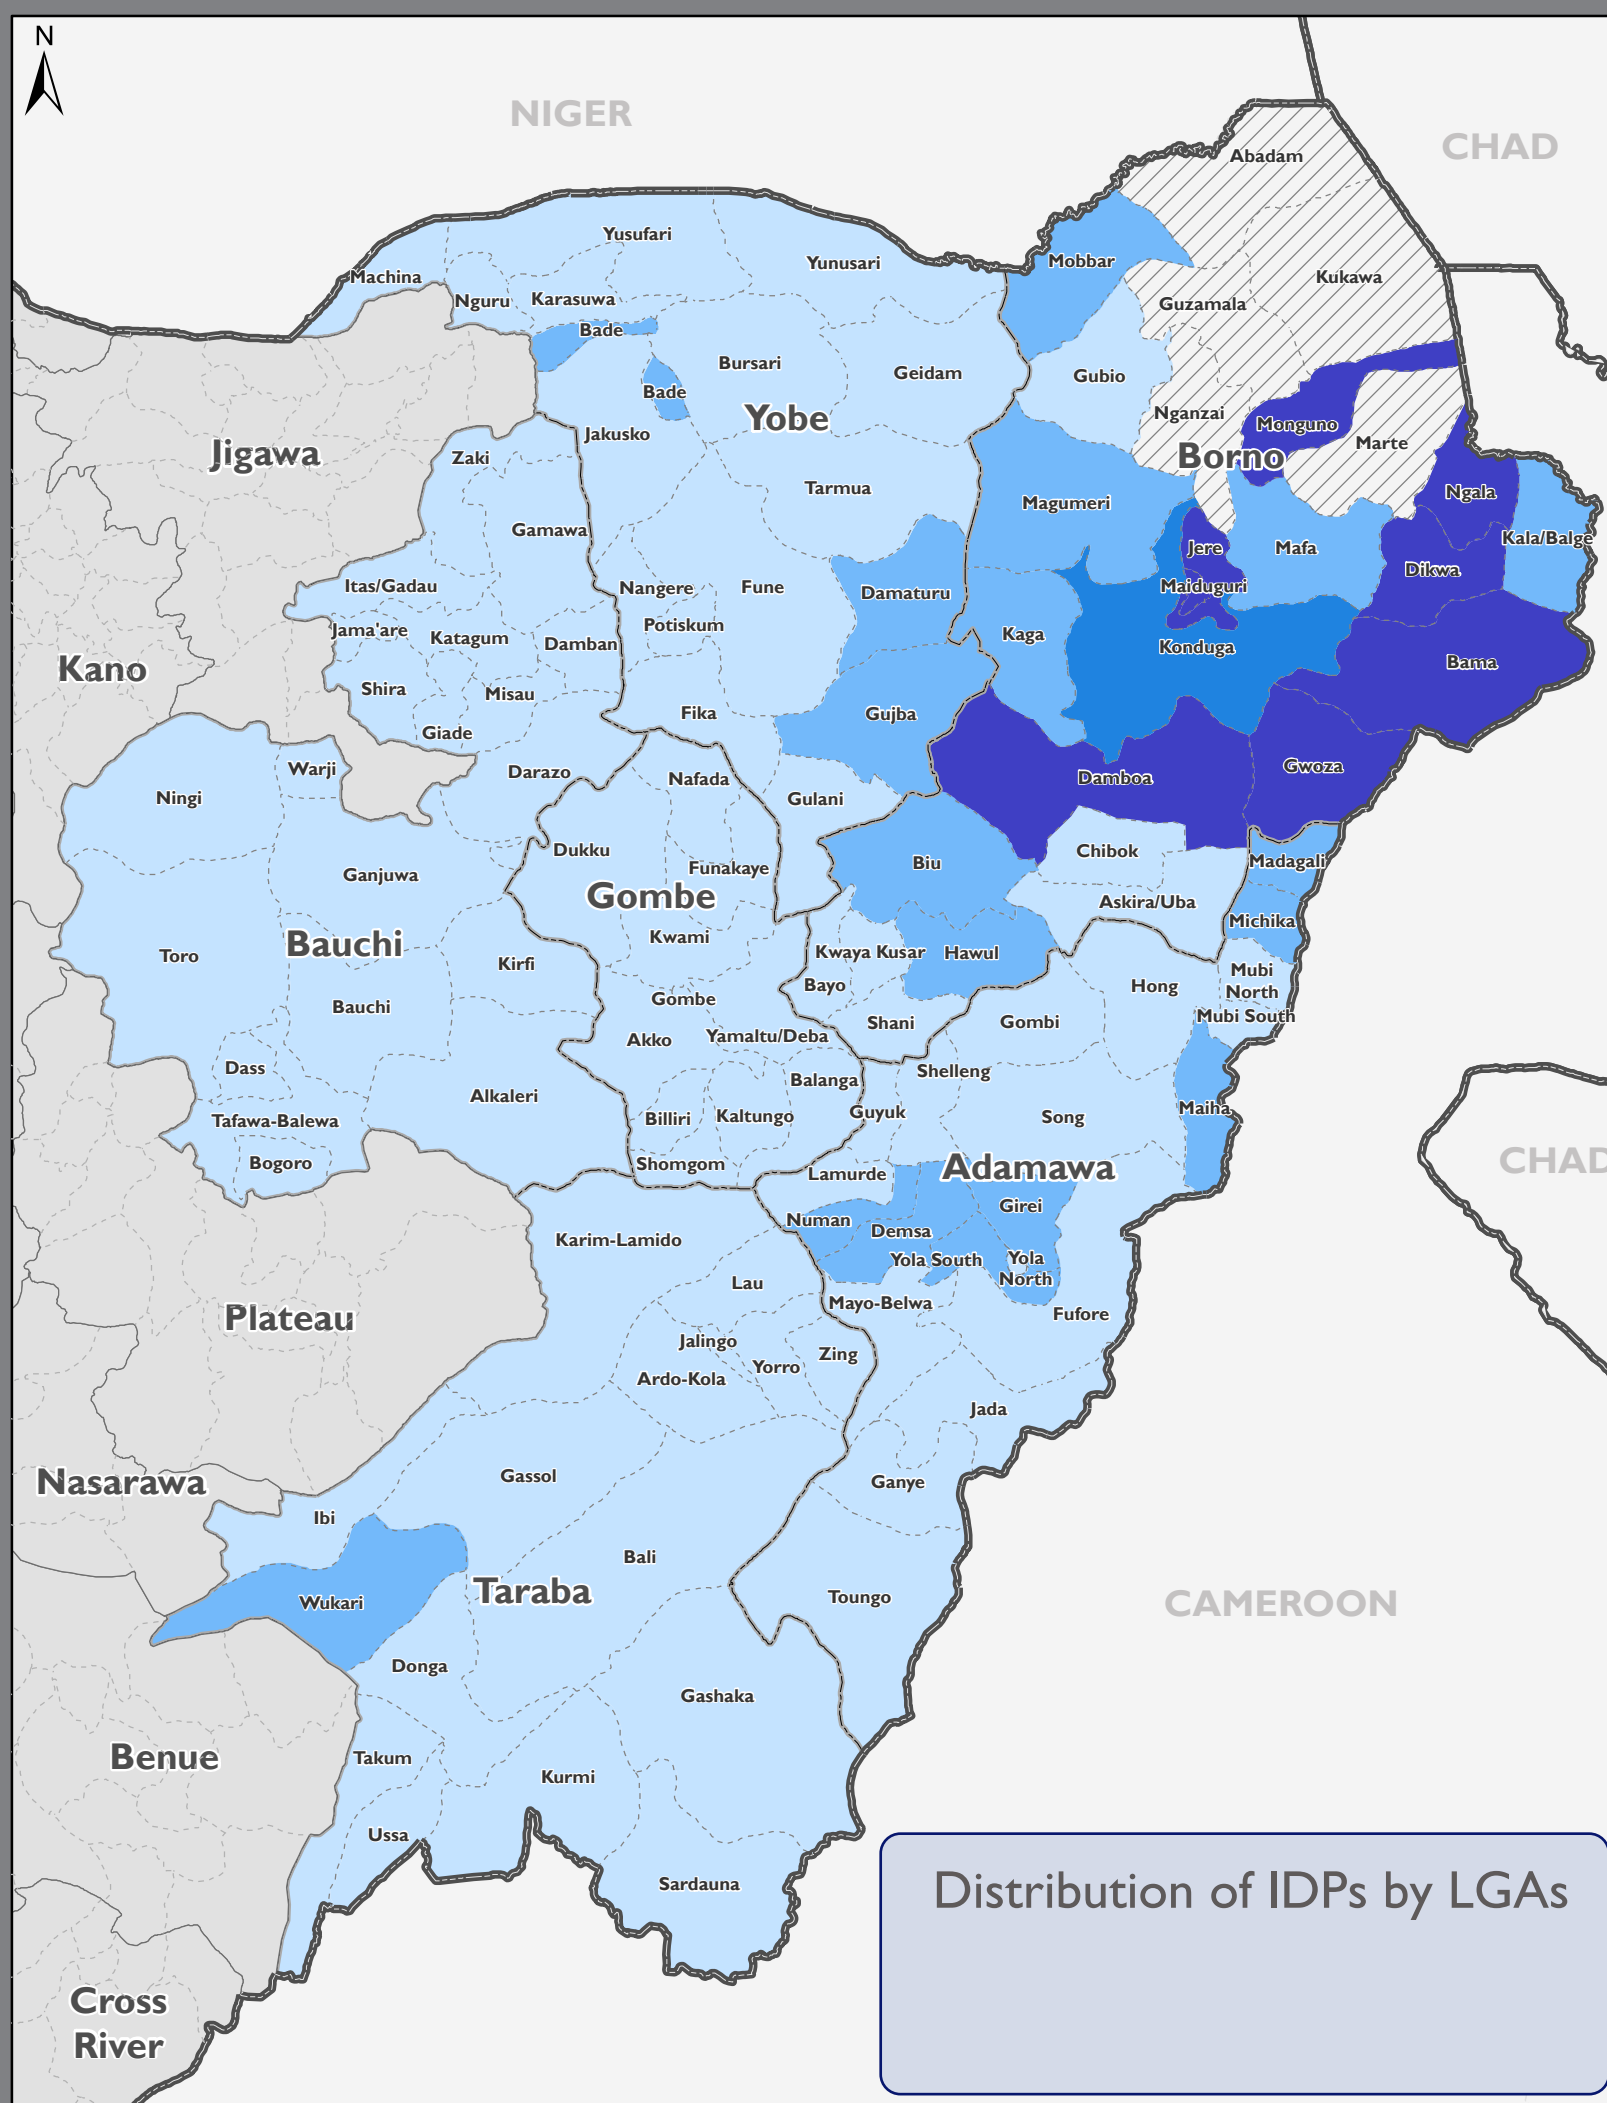 N
NIGER
CHAD
Abadam
Yusufari
Yunusari
Mobbar
Machina
Kukawa
Nguru
Karasuwa
Guzamala
Bade
Bursari
Geidam
Gubio
Bade
Nganzai
Yobe
Monguno
Jakusko
Marte
Jigawa
Zaki
Borno
Tarmua
Ngala
Magumeri
Gamawa
Kala/Balge
Jere
Mafa
Dikwa
Itas/Gadau
Nangere
Fune
Damaturu
Maiduguri
Jama'are
Katagum
Potiskum
Kaga
Damban
Konduga
Kano
Bama
Shira
Misau
Fika
Gujba
Giade
Warji
Darazo
Nafada
Damboa
Gwoza
Ningi
Gulani
Dukku
Chibok
Biu
Madagali
Funakaye
Ganjuwa
Gombe
Askira/Uba
Michika
Kwami
Bauchi
Toro
Kirfi
Kwaya Kusar
Hawul
Mubi
North
Bayo
Hong
Gombe
Bauchi
Shani
Gombi
Mubi South
Akko
Yamaltu/Deba
Dass
Shelleng
Balanga
Alkaleri
Guyuk
Maiha
Tafawa-Balewa
Billiri
Kaltungo
Song
Bogoro
Shomgom
Adamawa
CHAD
Lamurde
Girei
Numan
Demsa
Karim-Lamido
Yola South
Yola
North
Lau
Mayo-Belwa
Fufore
Plateau
Jalingo
Zing
Yorro
Ardo-Kola
Jada
Nasarawa
Gassol
Ganye
Ibi
Bali
Taraba
Toungo
Wukari
CAMEROON
Donga
Gashaka
Benue
Takum
Kurmi
Ussa
Sardauna
Distribution of IDPs by LGAs
Cross
River